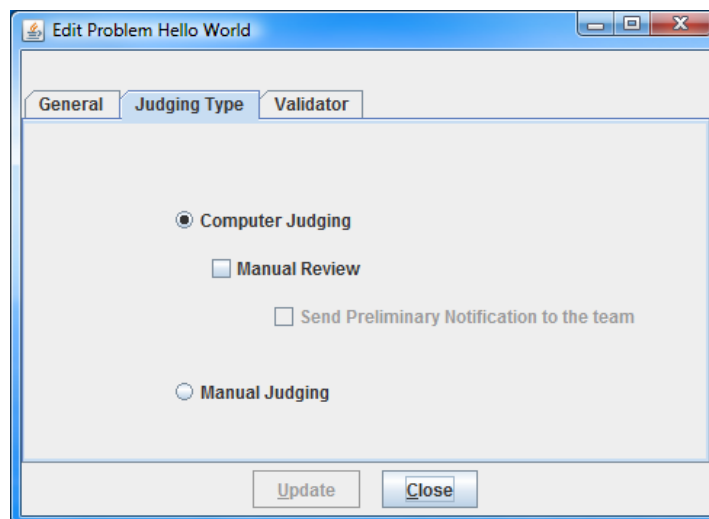 Edit Problem Hello World
General Judging Type Validator
Computer Judging
Manual Review
Send Preliminary Notification to the team
Manual Judging
Update Close